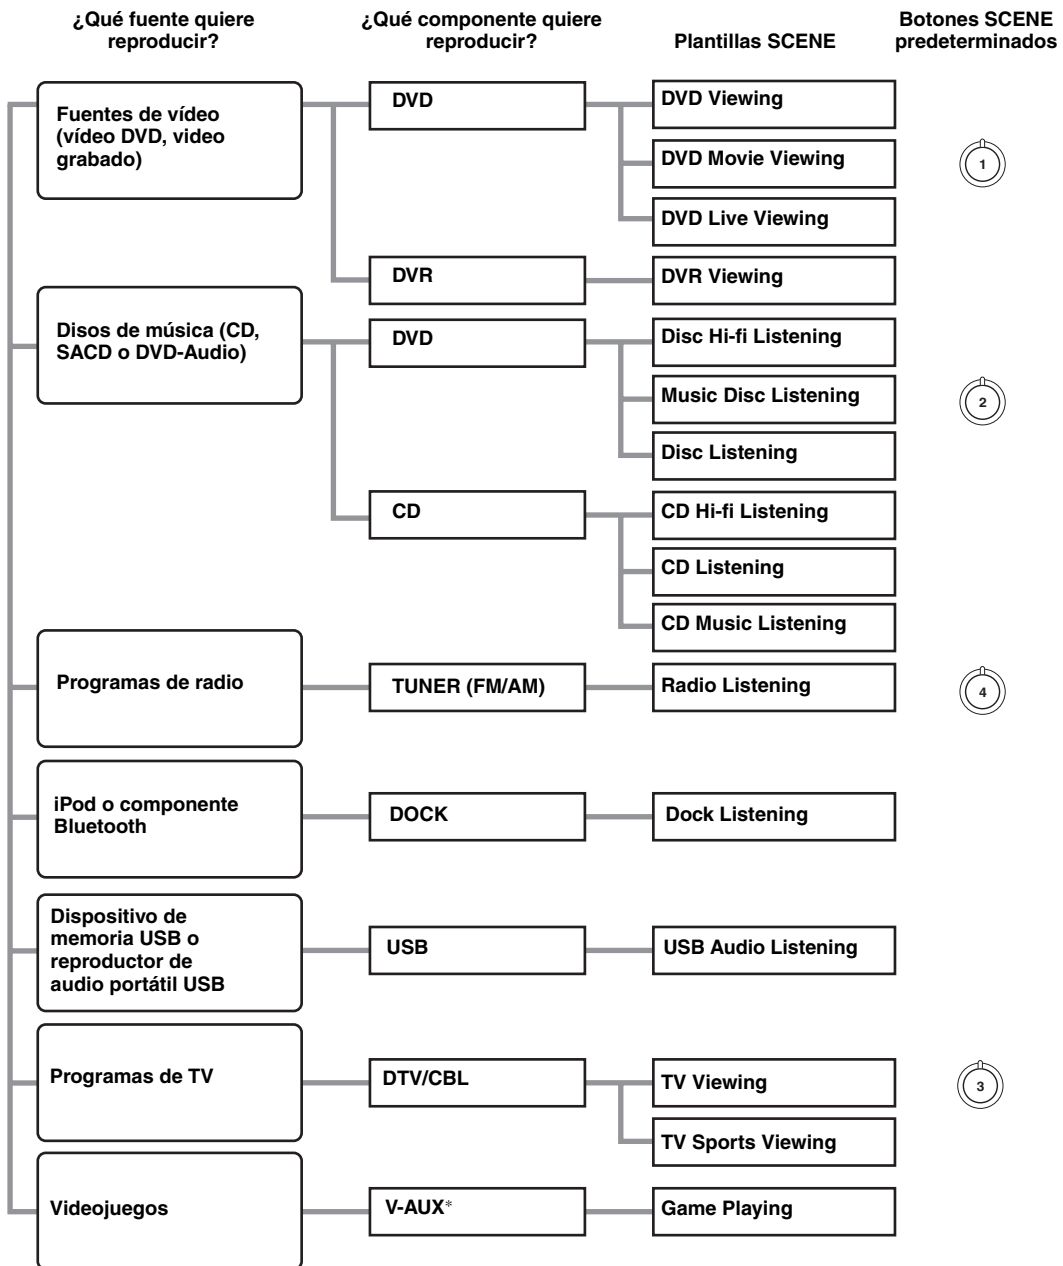 ¿Qué fuente quiere
reproducir?
¿Qué componente quiere
reproducir?
Plantillas SCENE
Botones SCENE
predeterminados
Fuentes de vídeo
(vídeo DVD, video
grabado)
DVD
DVD Viewing
DVD Movie Viewing
1
DVD Live Viewing
DVR
DVR Viewing
Disos de música (CD,
SACD o DVD-Audio)
DVD
Disc Hi-fi Listening
Music Disc Listening
2
Disc Listening
CD
CD Hi-fi Listening
CD Listening
CD Music Listening
Programas de radio
TUNER (FM/AM)
Radio Listening
4
iPod o componente
Bluetooth
DOCK
Dock Listening
Dispositivo de
memoria USB o
reproductor de
audio portátil USB
USB
USB Audio Listening
Programas de TV
DTV/CBL
TV Viewing
3
TV Sports Viewing
Videojuegos
V-AUX*
Game Playing